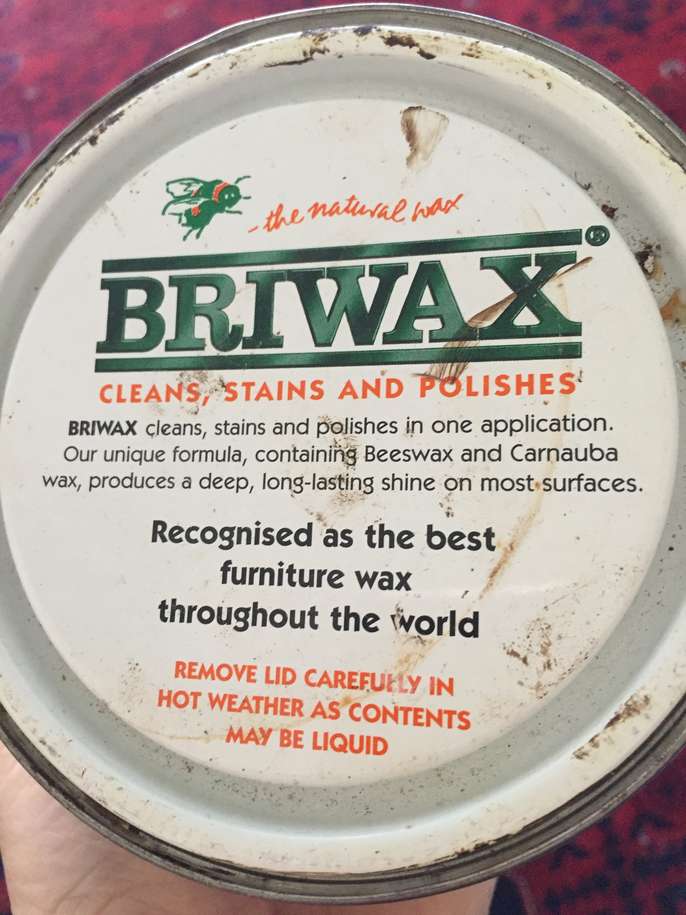 - the natural wax
BRIWAX®
CLEANS, STAINS AND POLISHES
BRIWAX cleans, stains and polishes in one application.
Our unique formula, containing Beeswax and Carnauba
wax, produces a deep, long-lasting shine on most surfaces.
Recognised as the best
furniture wax
throughout the world
REMOVE LID CAREFULLY IN
HOT WEATHER AS CONTENTS
MAY BE LIQUID